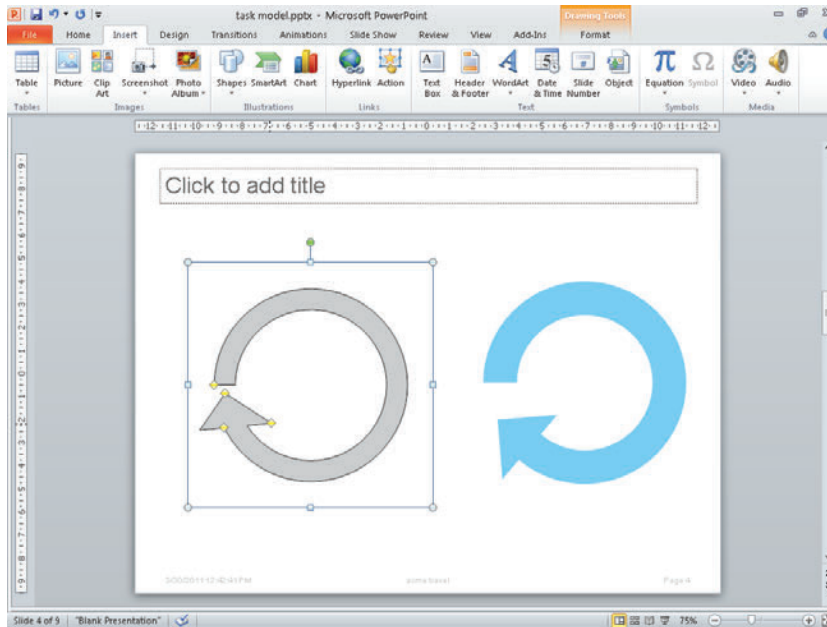 task model.pptx - Microsoft PowerPoint
Drawing Tools
File Home Insert Design Transitions Animations Slide Show Review View Add-Ins Format
Table Picture Clip Art Screenshot Photo Album Shapes SmartArt Chart Hyperlink Action Text Box Header & Footer WordArt Date & Time Slide Number Object Equation Symbol Video Audio
Tables Images Illustrations Links Text Symbols Media
Click to add title
Page 4
Slide 4 of 9 "Blank Presentation" 75%